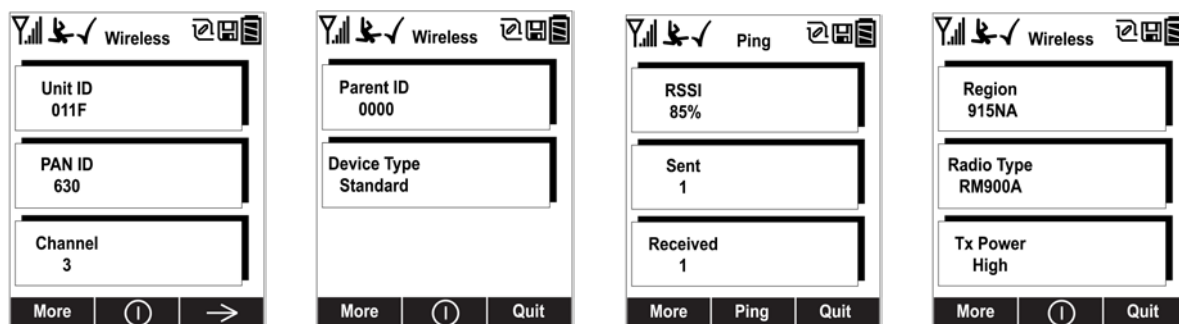 Wireless
Unit ID
011F
PAN ID
630
Channel
3
More
Wireless
Parent ID
0000
Device Type
Standard
More
Quit
Ping
RSSI
85%
Sent
1
Received
1
More
Ping
Quit
Wireless
Region
915NA
Radio Type
RM900A
Tx Power
High
More
Quit